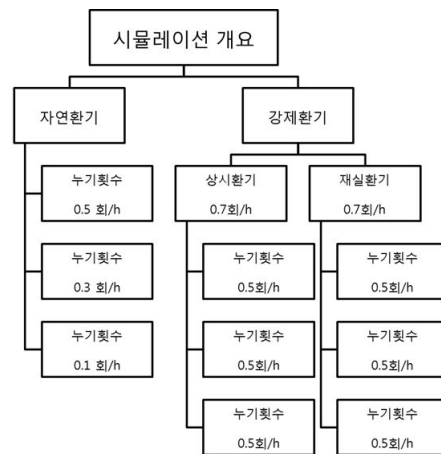 시뮬레이션 개요
자연환기
강제환기
누기횟수
0.5 회/h
누기횟수
0.3 회/h
누기횟수
0.1 회/h
상시환기
0.7회/h
누기횟수
0.5회/h
누기횟수
0.5회/h
누기횟수
0.5회/h
재실환기
0.7회/h
누기횟수
0.5회/h
누기횟수
0.5회/h
누기횟수
0.5회/h